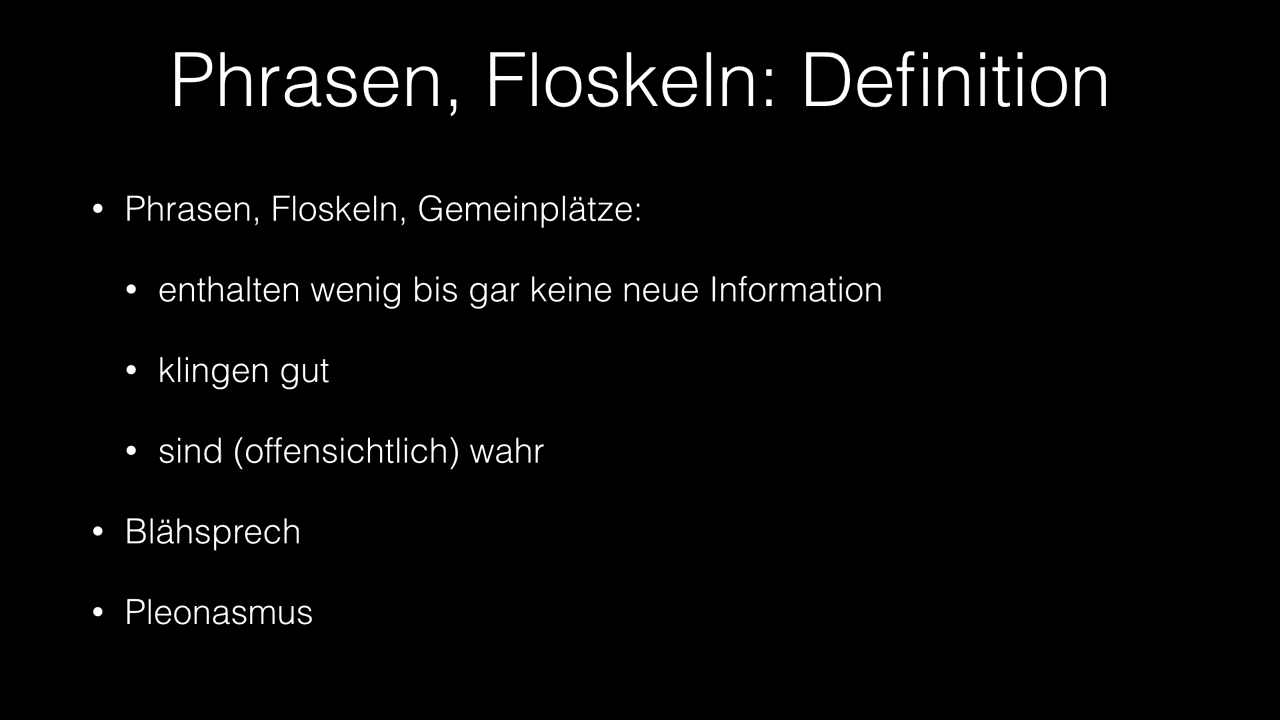 Phrasen, Floskeln: Definition
• Phrasen, Floskeln, Gemeinplätze:
• enthalten wenig bis gar keine neue Information
• klingen gut
• sind (offensichtlich) wahr
• Blähsprech
• Pleonasmus